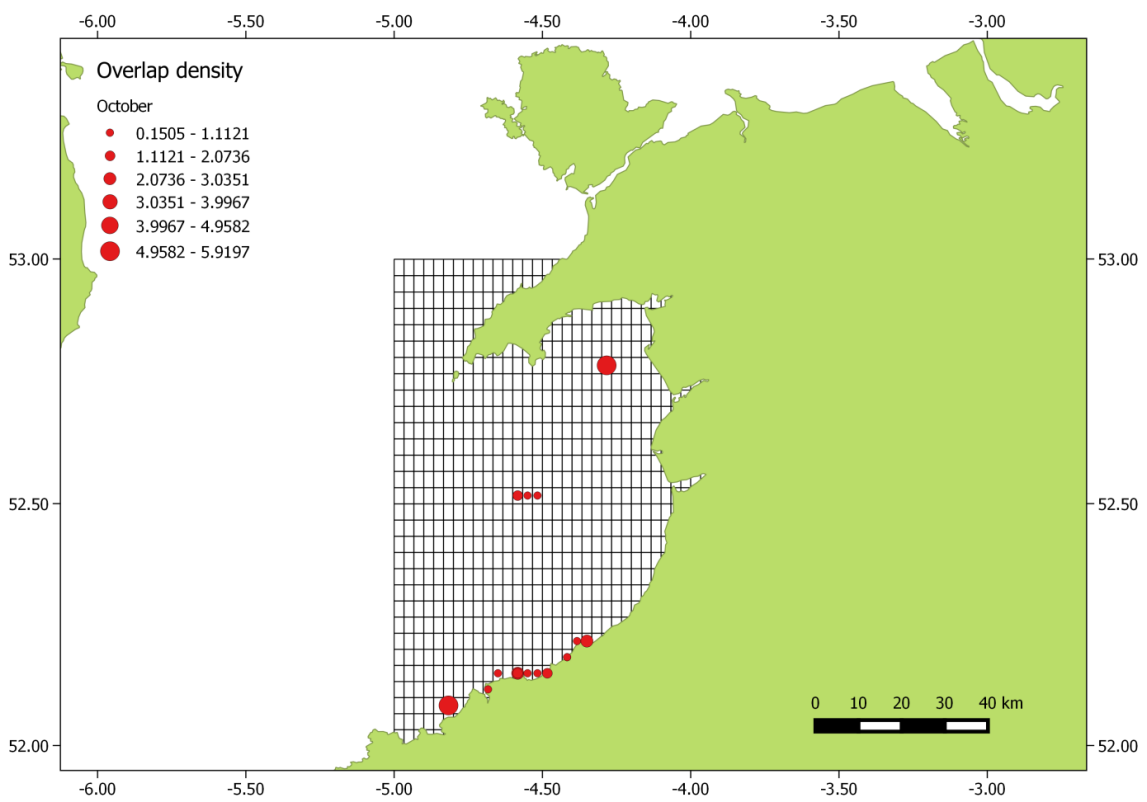 -6.00 -5.50 -5.00 -4.50 -4.00 -3.50 -3.00
Overlap density
October
0.1505 - 1.1121
1.1121 - 2.0736
2.0736 - 3.0351
3.0351 - 3.9967
3.9967 - 4.9582
4.9582 - 5.9197
53.00 53.00
52.50 52.50
0 10 20 30 40 km
52.00 52.00
-6.00 -5.50 -5.00 -4.50 -4.00 -3.50 -3.00